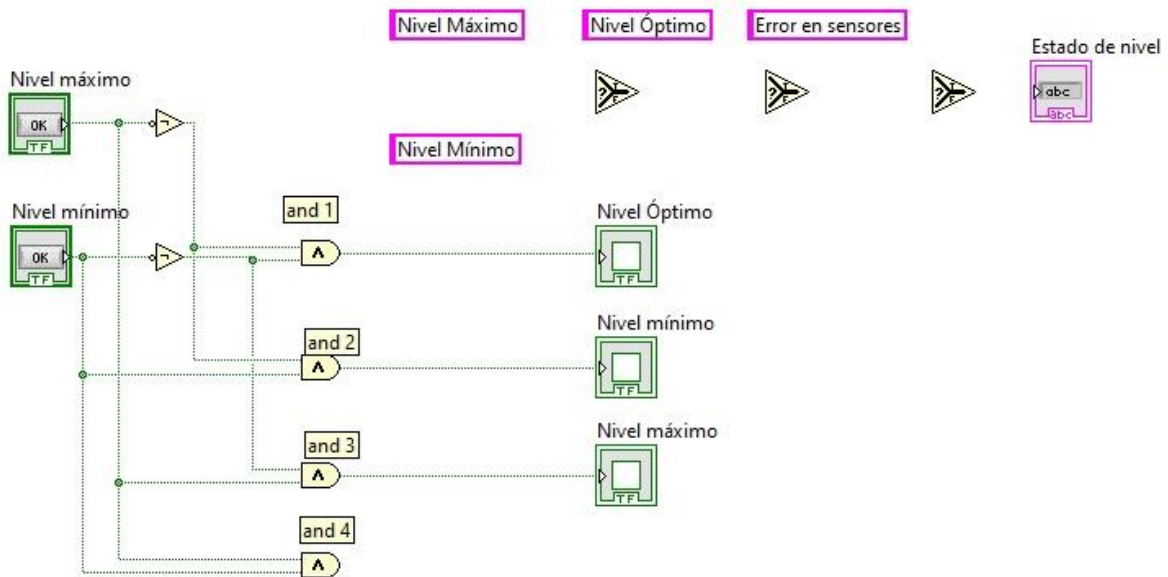 Nivel Máximo
Nivel Óptimo
Error en sensores
Estado de nivel
Nivel máximo
OK
TF
?
T
F
?
T
F
?
T
F
abc
abc
Nivel Mínimo
Nivel mínimo
OK
TF
and 1
Nivel Óptimo
TF
and 2
Nivel mínimo
TF
and 3
Nivel máximo
TF
and 4